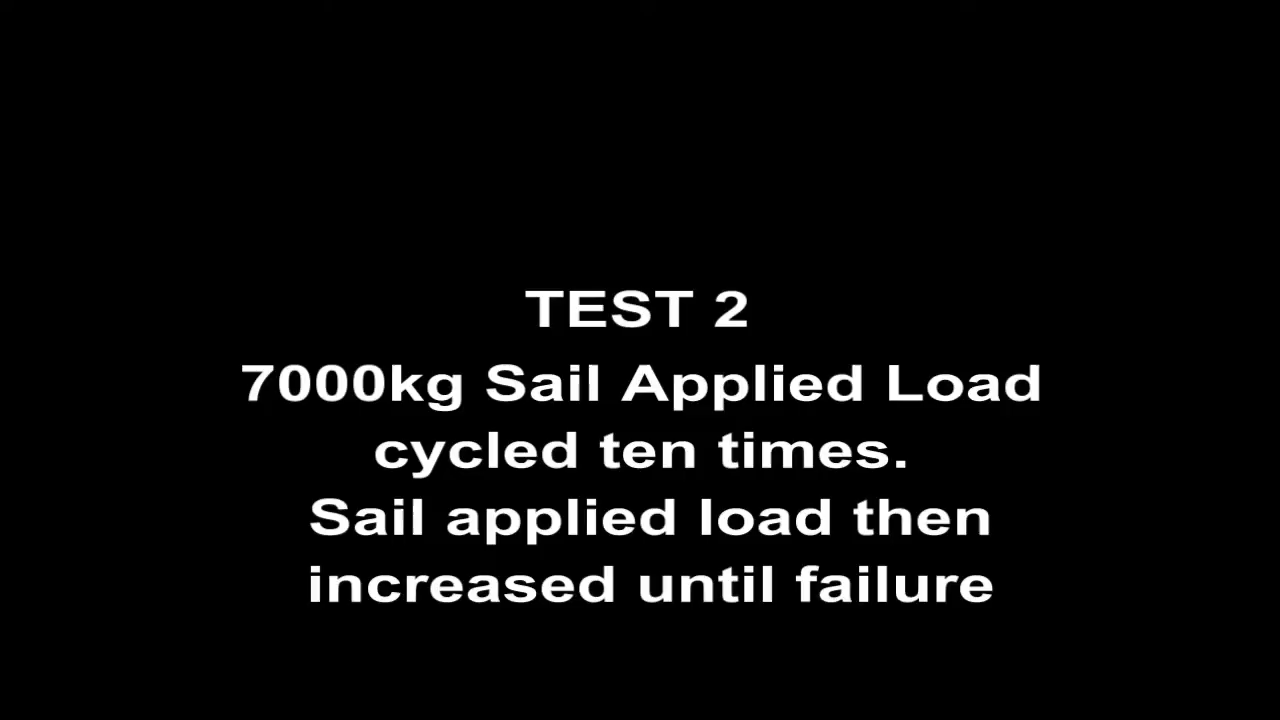 TEST 2
7000kg Sail Applied Load
cycled ten times.
Sail applied load then
increased until failure